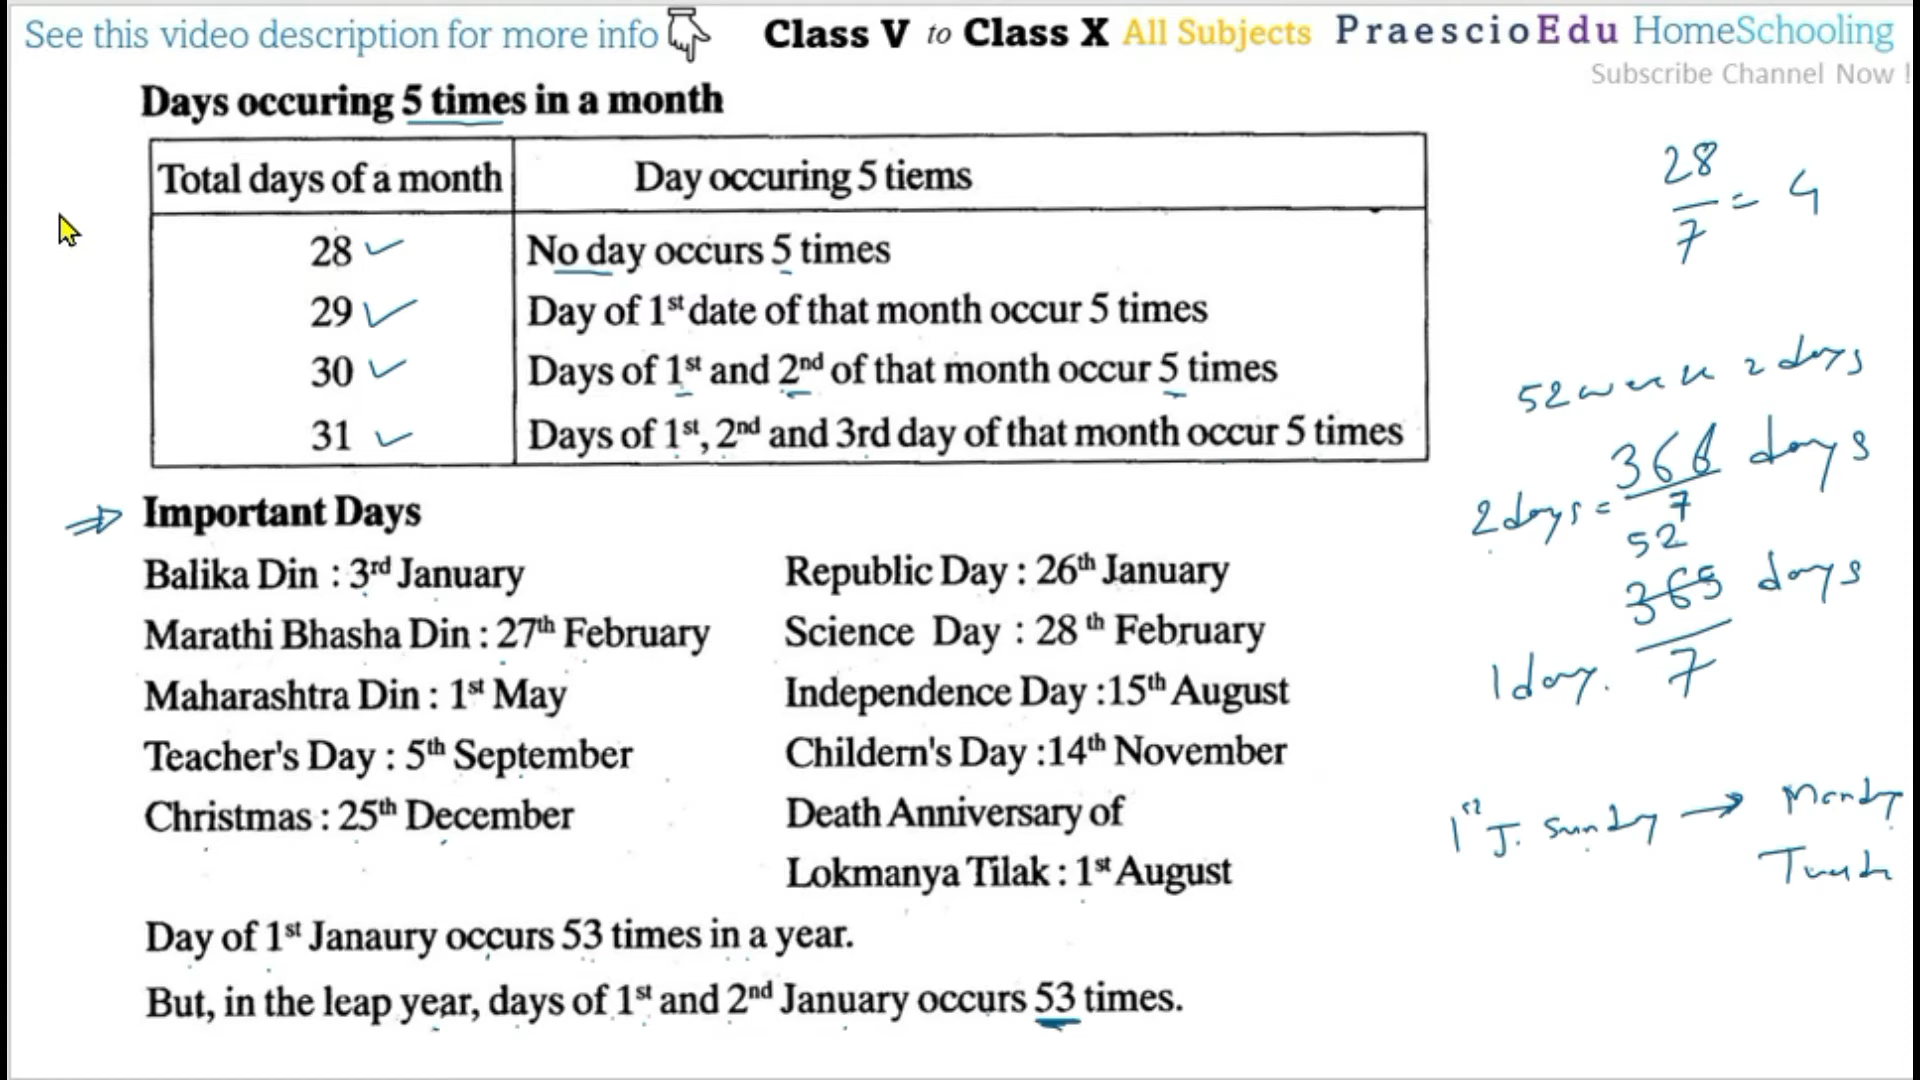 See this video description for more info Class V to Class X All Subjects PraescioEdu HomeSchooling
Subscribe Channel Now !
Days occuring 5 times in a month
Total days of a month Day occuring 5 tiems
28 No day occurs 5 times
29 Day of 1st date of that month occur 5 times
30 Days of 1st and 2nd of that month occur 5 times
31 Days of 1st, 2nd and 3rd day of that month occur 5 times
Important Days
Balika Din : 3rd January
Marathi Bhasha Din : 27th February
Maharashtra Din : 1st May
Teacher's Day : 5th September
Christmas : 25th December
Republic Day : 26th January
Science Day : 28 th February
Independence Day :15th August
Childern's Day :14th November
Death Anniversary of
Lokmanya Tilak : 1st August
Day of 1st Janaury occurs 53 times in a year.
But, in the leap year, days of 1st and 2nd January occurs 53 times.
28
7 = 4
52 2 days
366 days
2 days = 7
52
365 days
1 day. 7
1st J. Sunday → Monday